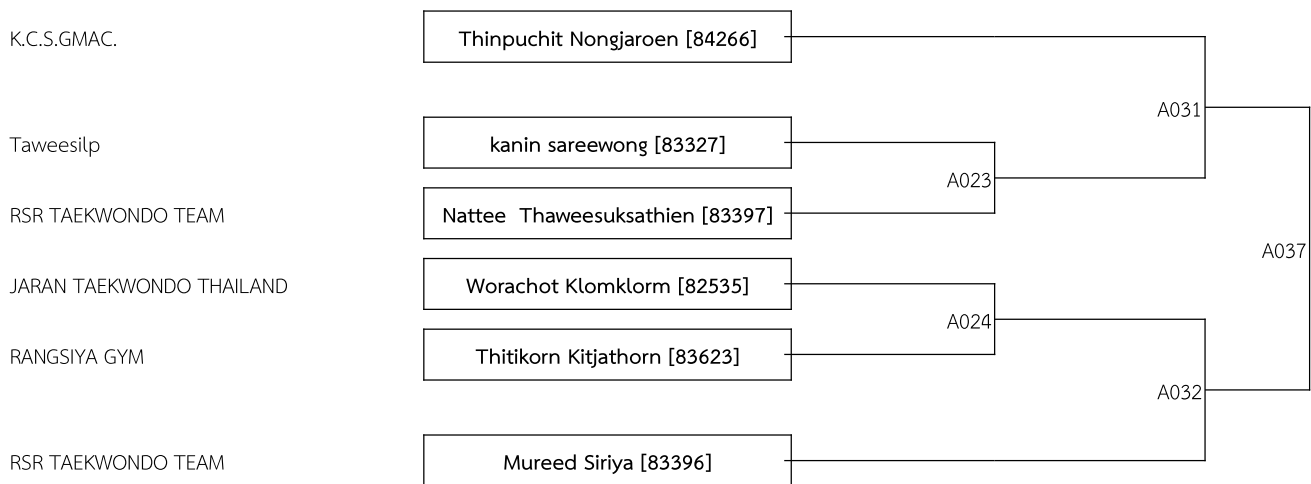 K.C.S.GMAC. Thinpuchit Nongjaroen [84266]
A031
Taweesilp kanin sareewong [83327]
A023
RSR TAEKWONDO TEAM Nattee  Thaweesuksathien [83397]
A037
JARAN TAEKWONDO THAILAND Worachot Klomklorm [82535]
A024
RANGSIYA GYM Thitikorn Kitjathorn [83623]
A032
RSR TAEKWONDO TEAM Mureed Siriya [83396]